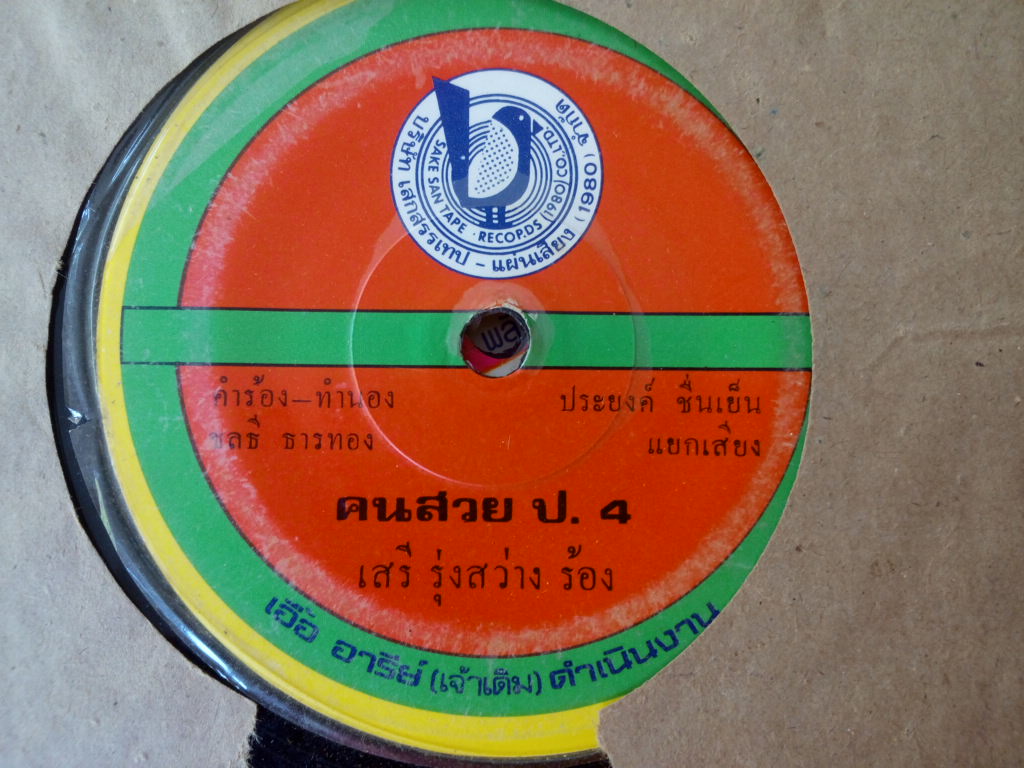 บริษัท เสกสรรเทป - แผ่นเสียง (1980) จำกัด
SAKE SAN TAPE · RECOPDS (1980) CO.,LTD.
คำร้อง-ทำนอง
ชลธี ธารทอง
ประยงค์ ชื่นเย็น
แยกเสียง
คนสวย ป. 4
เสรี รุ่งสว่าง ร้อง
เอื้อ อารีย์ (เจ้าเดิม) ดำเนินงาน